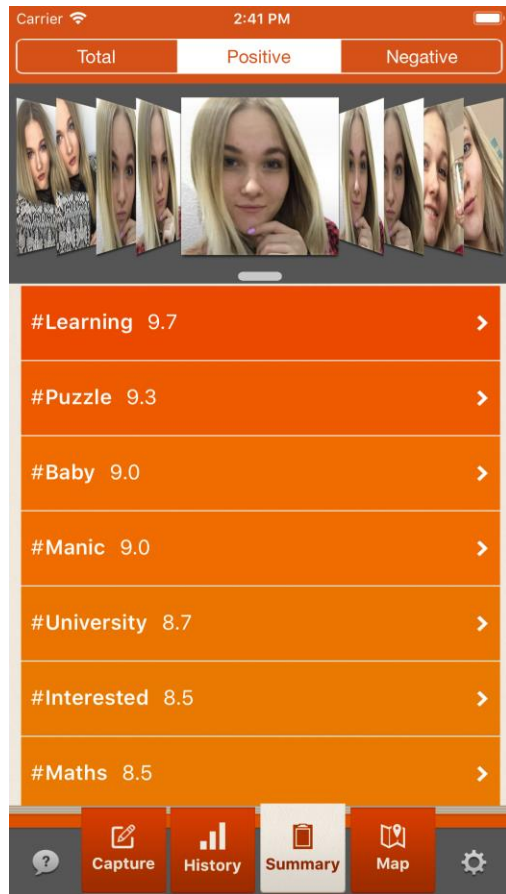 Carrier 2:41 PM
Total Positive Negative
#Learning 9.7
#Puzzle 9.3
#Baby 9.0
#Manic 9.0
#University 8.7
#Interested 8.5
#Maths 8.5
? Capture History Summary Map